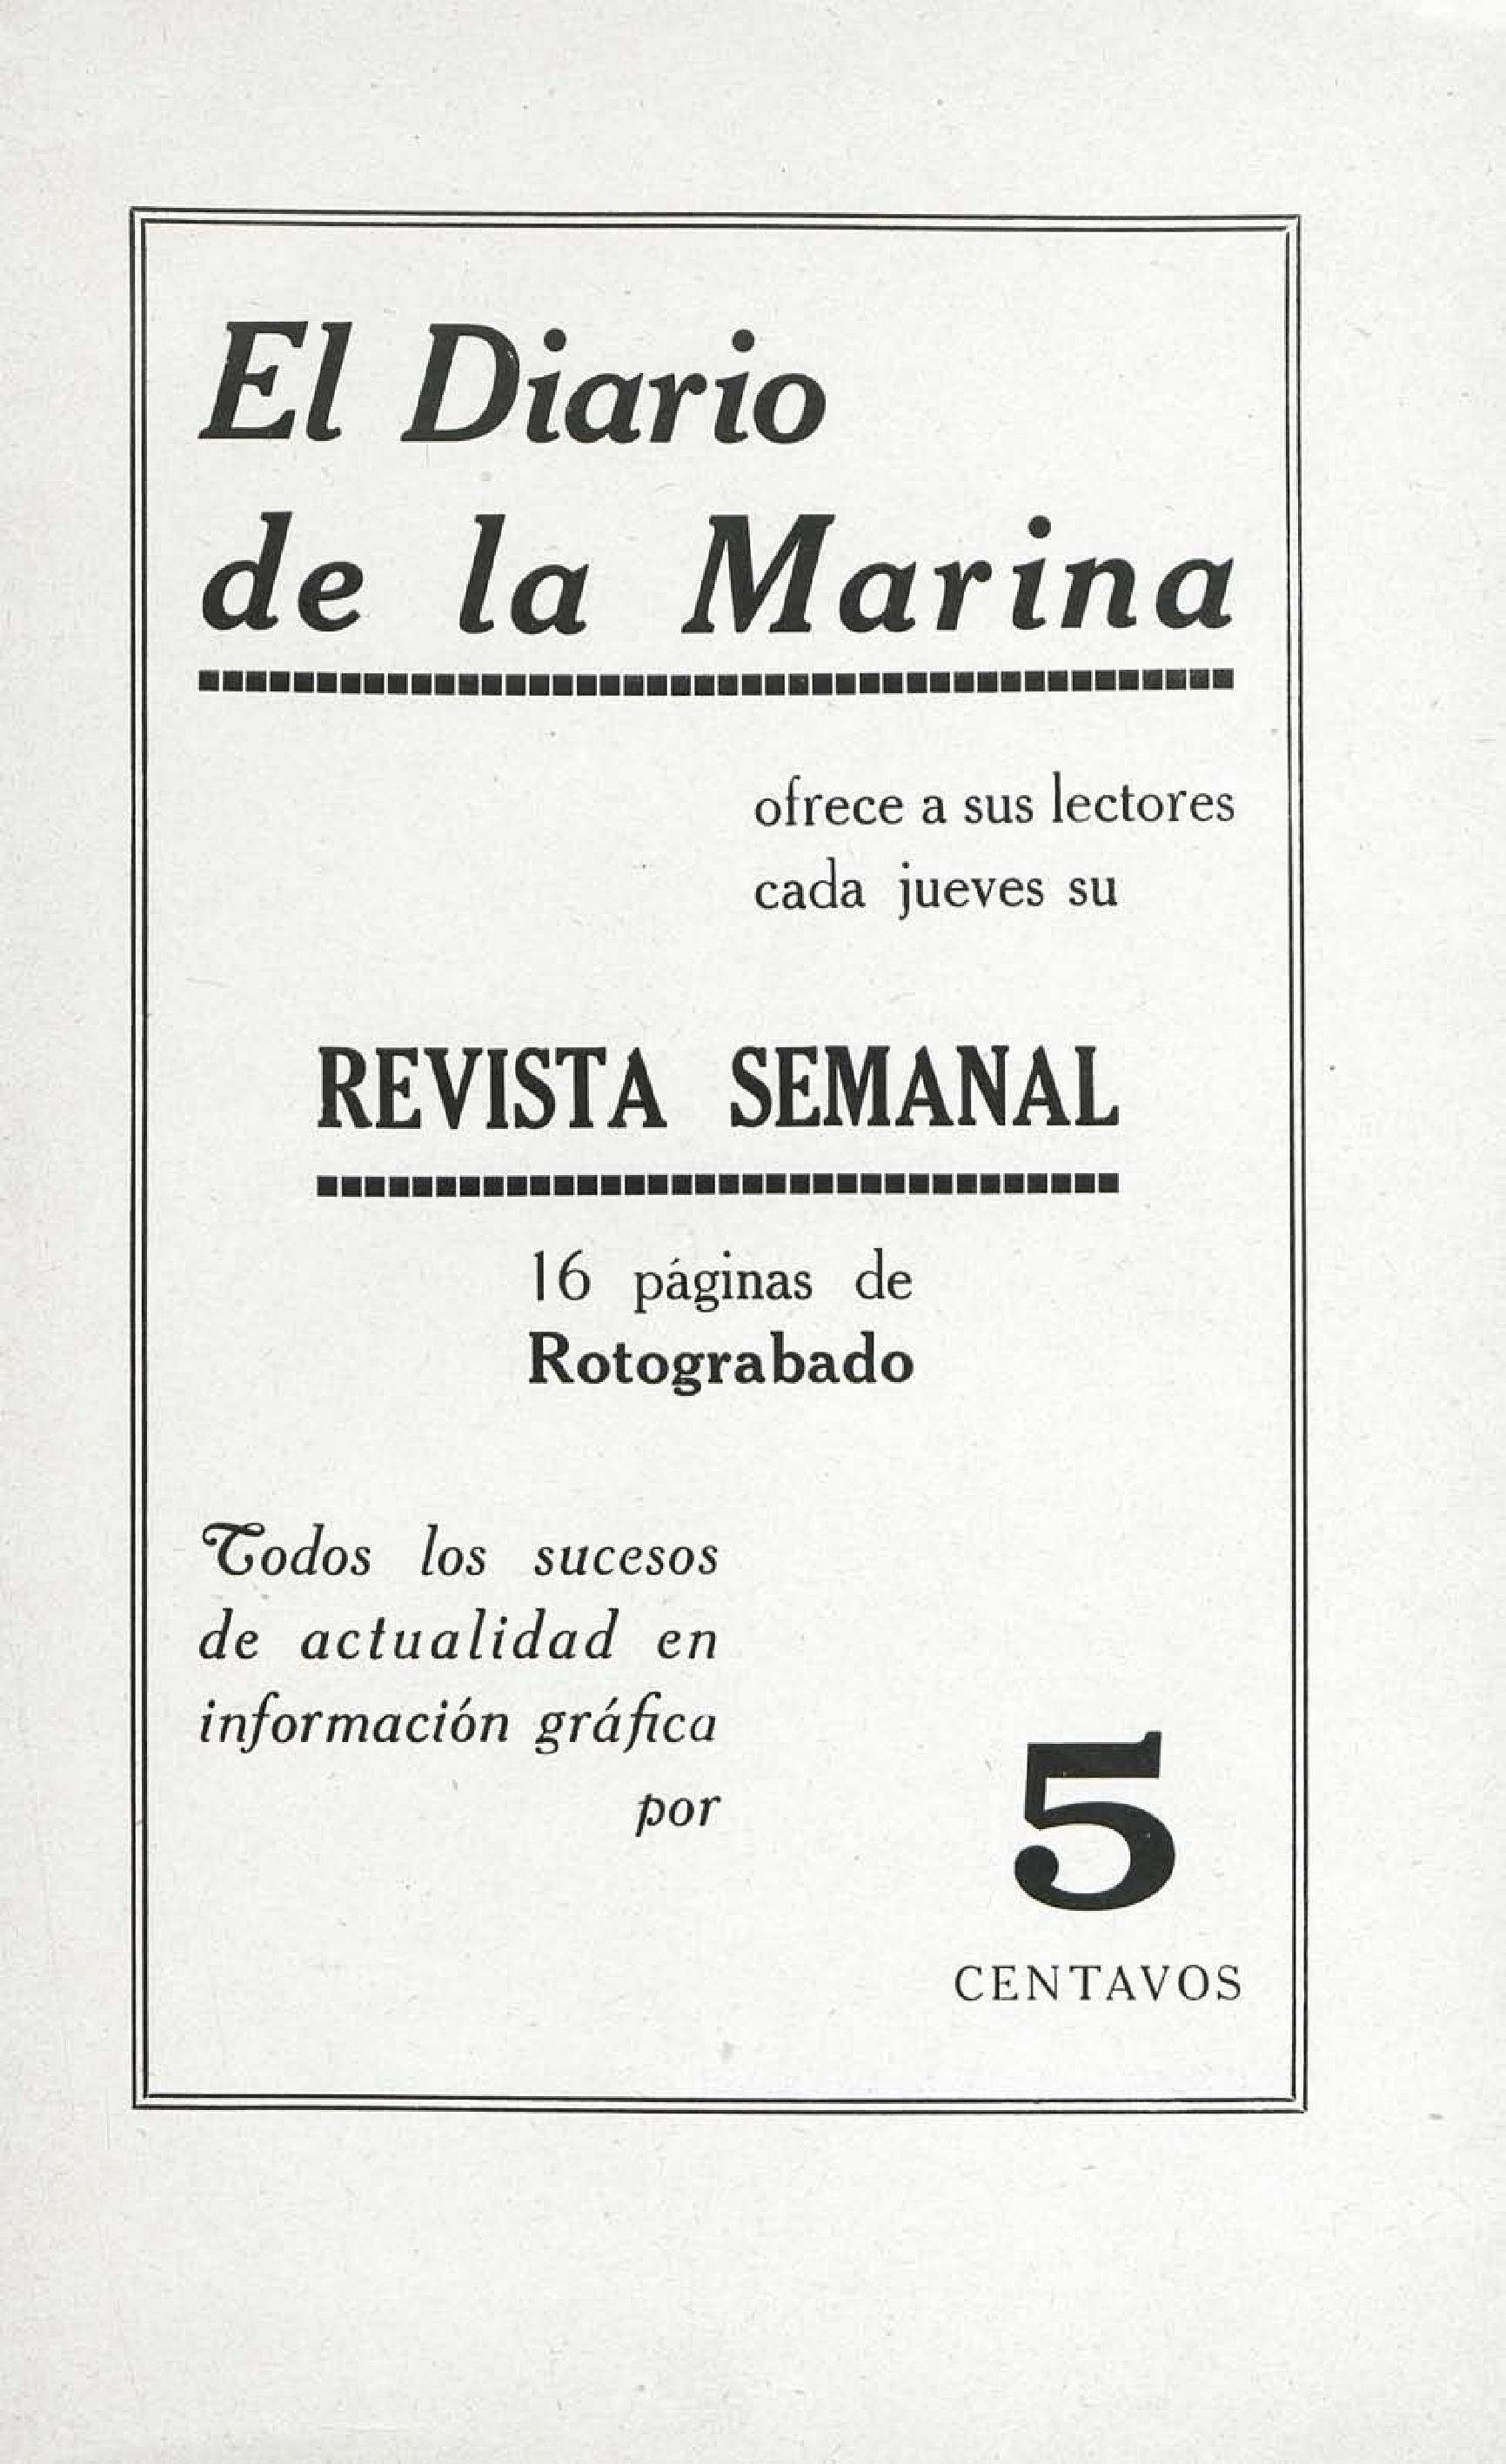 El Diario
de la Marina
ofrece a sus lectores
cada jueves su
REVISTA SEMANAL
16 páginas de
Rotograbado
Todos los sucesos
de actualidad en
información gráfica
por
5
CENTAVOS